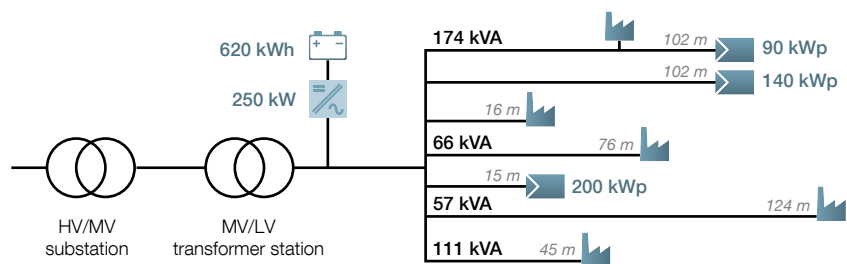 174 kVA
102 m
90 kWp
620 kWh
+ -
102 m
140 kWp
250 kW
16 m
66 kVA
76 m
15 m
200 kWp
57 kVA
124 m
HV/MV
substation
MV/LV
transformer station
111 kVA
45 m